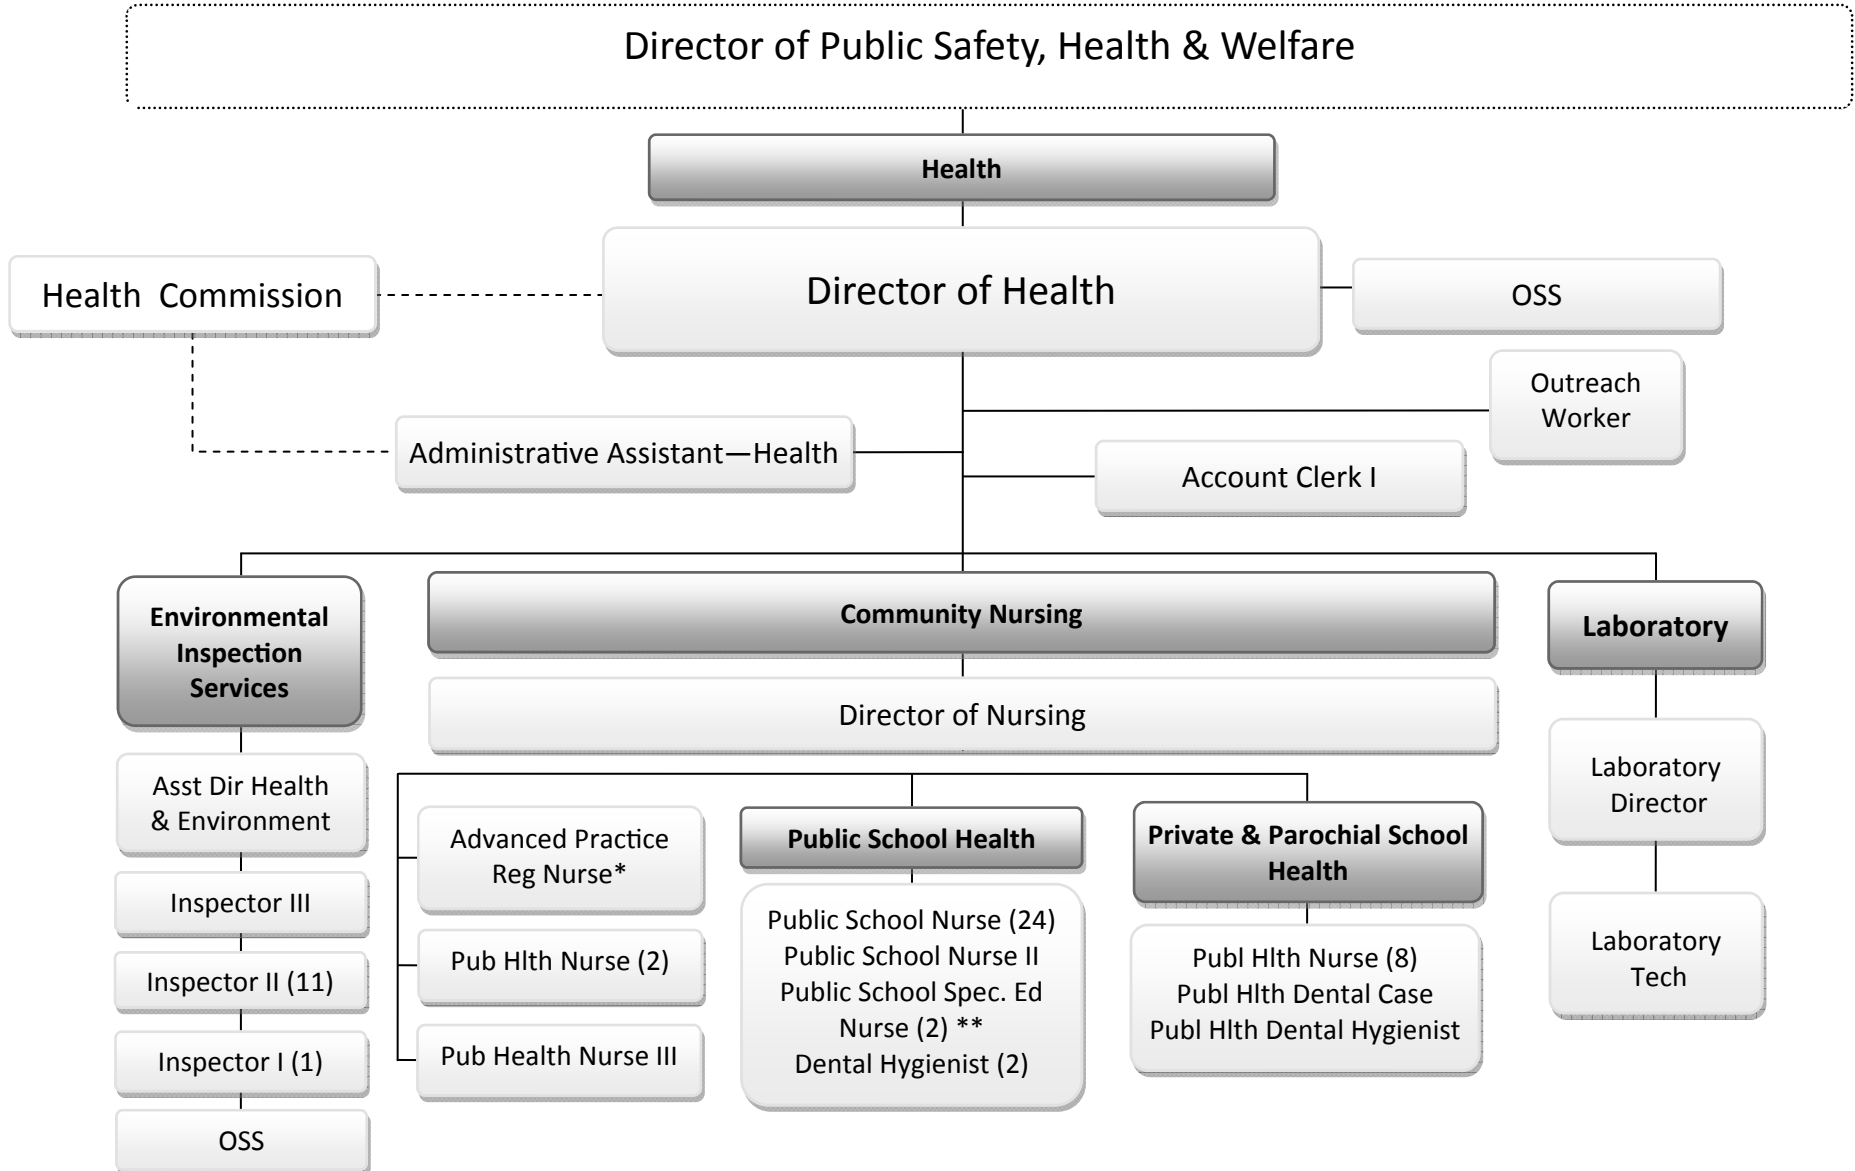 Director of Public Safety, Health & Welfare
Health
Health Commission
Director of Health
OSS
Outreach
Worker
Administrative Assistant—Health
Account Clerk I
Environmental
Inspection
Services
Community Nursing
Laboratory
Director of Nursing
Asst Dir Health
& Environment
Inspector III
Inspector II (11)
Inspector I (1)
OSS
Advanced Practice
Reg Nurse*
Pub Hlth Nurse (2)
Pub Health Nurse III
Public School Health
Public School Nurse (24)
Public School Nurse II
Public School Spec. Ed
Nurse (2) **
Dental Hygienist (2)
Private & Parochial School
Health
Publ Hlth Nurse (8)
Publ Hlth Dental Case
Publ Hlth Dental Hygienist
Laboratory
Director
Laboratory
Tech